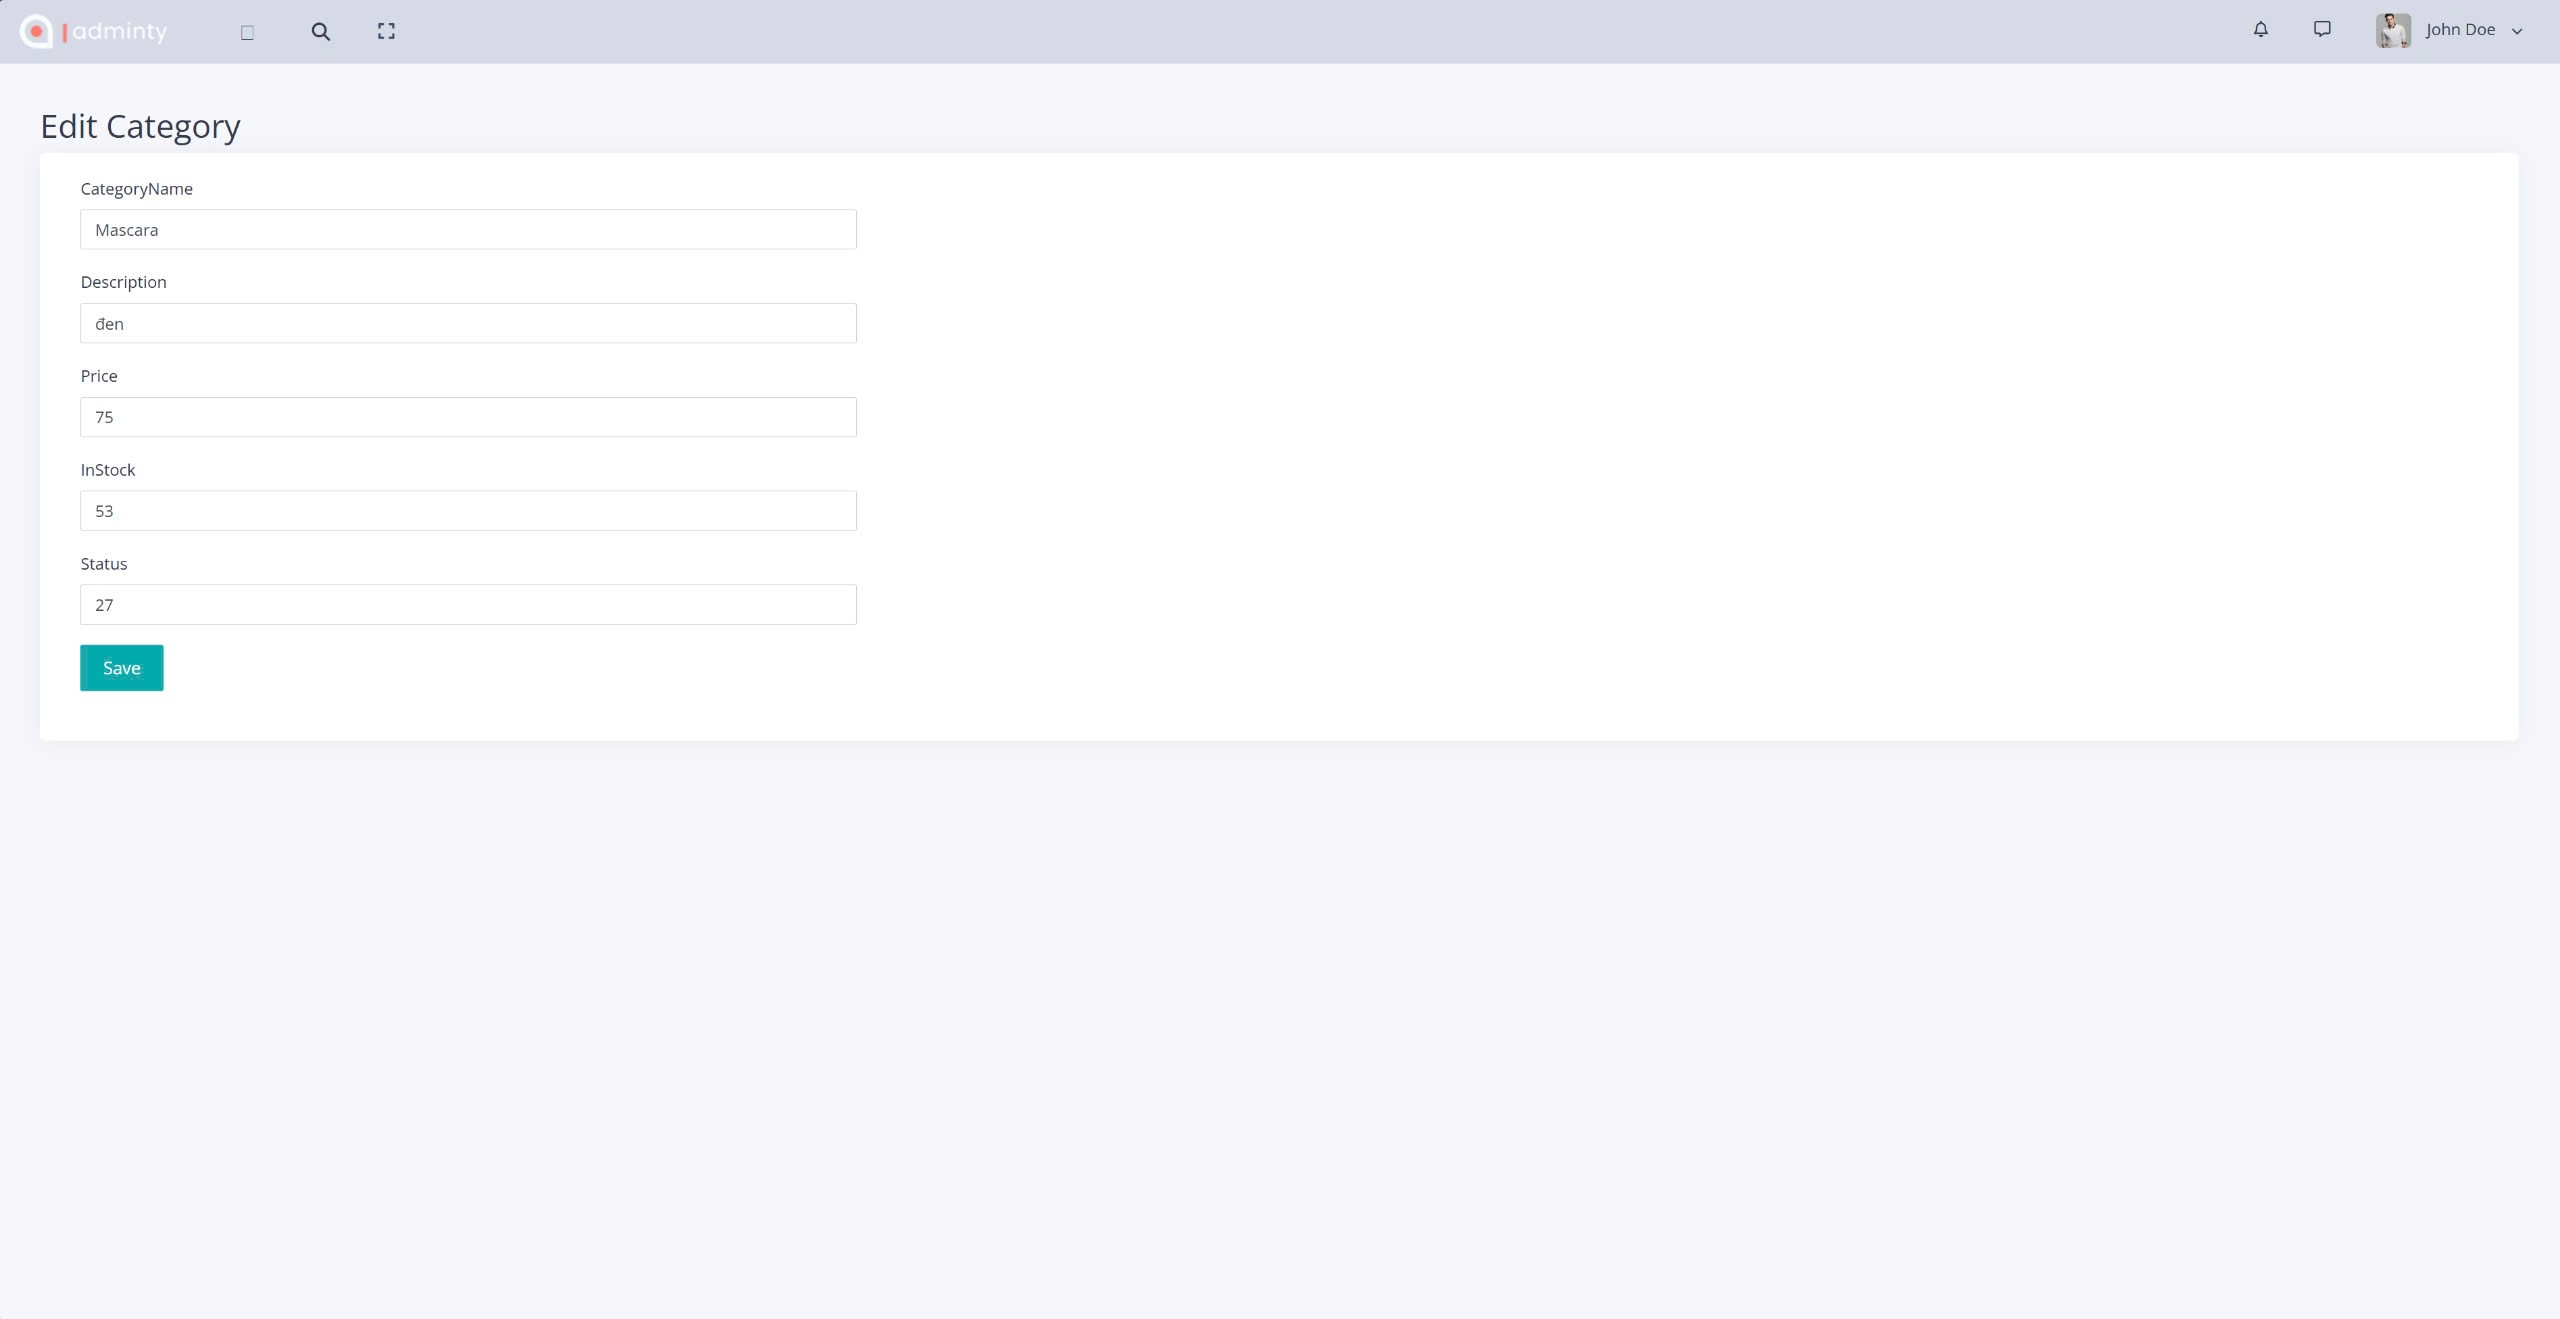 adminty
John Doe
Edit Category
CategoryName
Mascara
Description
đen
Price
75
InStock
53
Status
27
Save